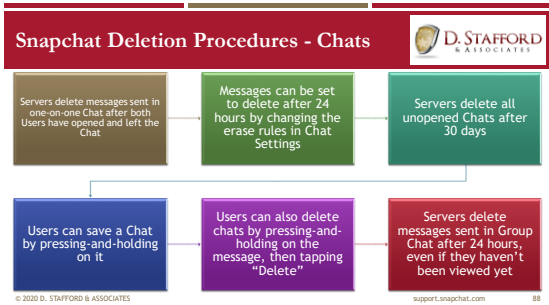 Snapchat Deletion Procedures - Chats
D. STAFFORD
& ASSOCIATES
Servers delete messages sent in
one-on-one Chat after both
Users have opened and left the
Chat
Messages can be set
to delete after 24
hours by changing the
erase rules in Chat
Settings
Servers delete all
unopened Chats after
30 days
Users can save a Chat
by pressing-and-holding
on it
Users can also delete
chats by pressing-and-
holding on the
message, then tapping
“Delete”
Servers delete
messages sent in Group
Chat after 24 hours,
even if they haven’t
been viewed yet
© 2020 D. STAFFORD & ASSOCIATES
support.snapchat.com
88